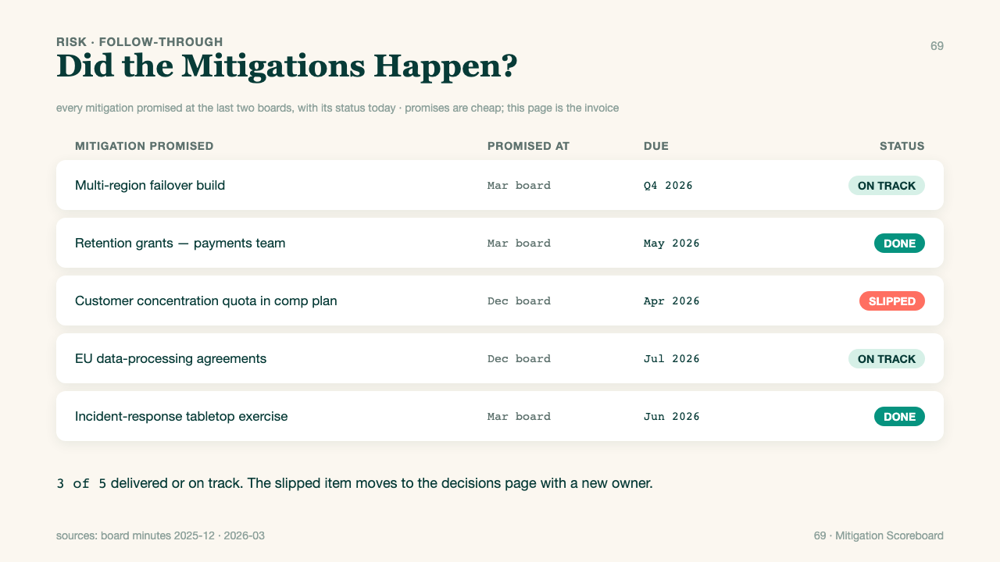 RISK · FOLLOW-THROUGH
69
Did the Mitigations Happen?
every mitigation promised at the last two boards, with its status today · promises are cheap; this page is the invoice
MITIGATION PROMISED PROMISED AT DUE STATUS
Multi-region failover build Mar board Q4 2026 ON TRACK
Retention grants — payments team Mar board May 2026 DONE
Customer concentration quota in comp plan Dec board Apr 2026 SLIPPED
EU data-processing agreements Dec board Jul 2026 ON TRACK
Incident-response tabletop exercise Mar board Jun 2026 DONE
3 of 5 delivered or on track. The slipped item moves to the decisions page with a new owner.
sources: board minutes 2025-12 · 2026-03
69 · Mitigation Scoreboard